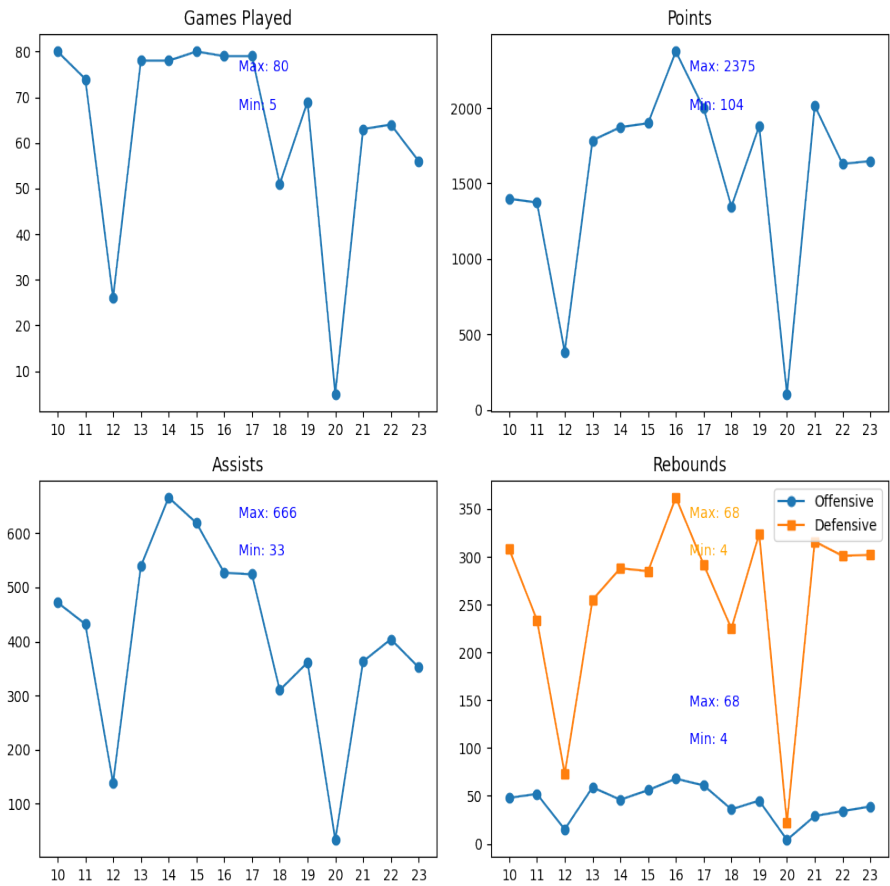 Games Played
80
70
60
50
40
30
20
10
Max: 80
Min: 5
10 11 12 13 14 15 16 17 18 19 20 21 22 23
Points
2000
1500
1000
500
0
Max: 2375
Min: 104
10 11 12 13 14 15 16 17 18 19 20 21 22 23
Assists
600
500
400
300
200
100
Max: 666
Min: 33
10 11 12 13 14 15 16 17 18 19 20 21 22 23
Rebounds
350
300
250
200
150
100
50
0
Offensive
Defensive
Max: 68
Min: 4
Max: 68
Min: 4
10 11 12 13 14 15 16 17 18 19 20 21 22 23